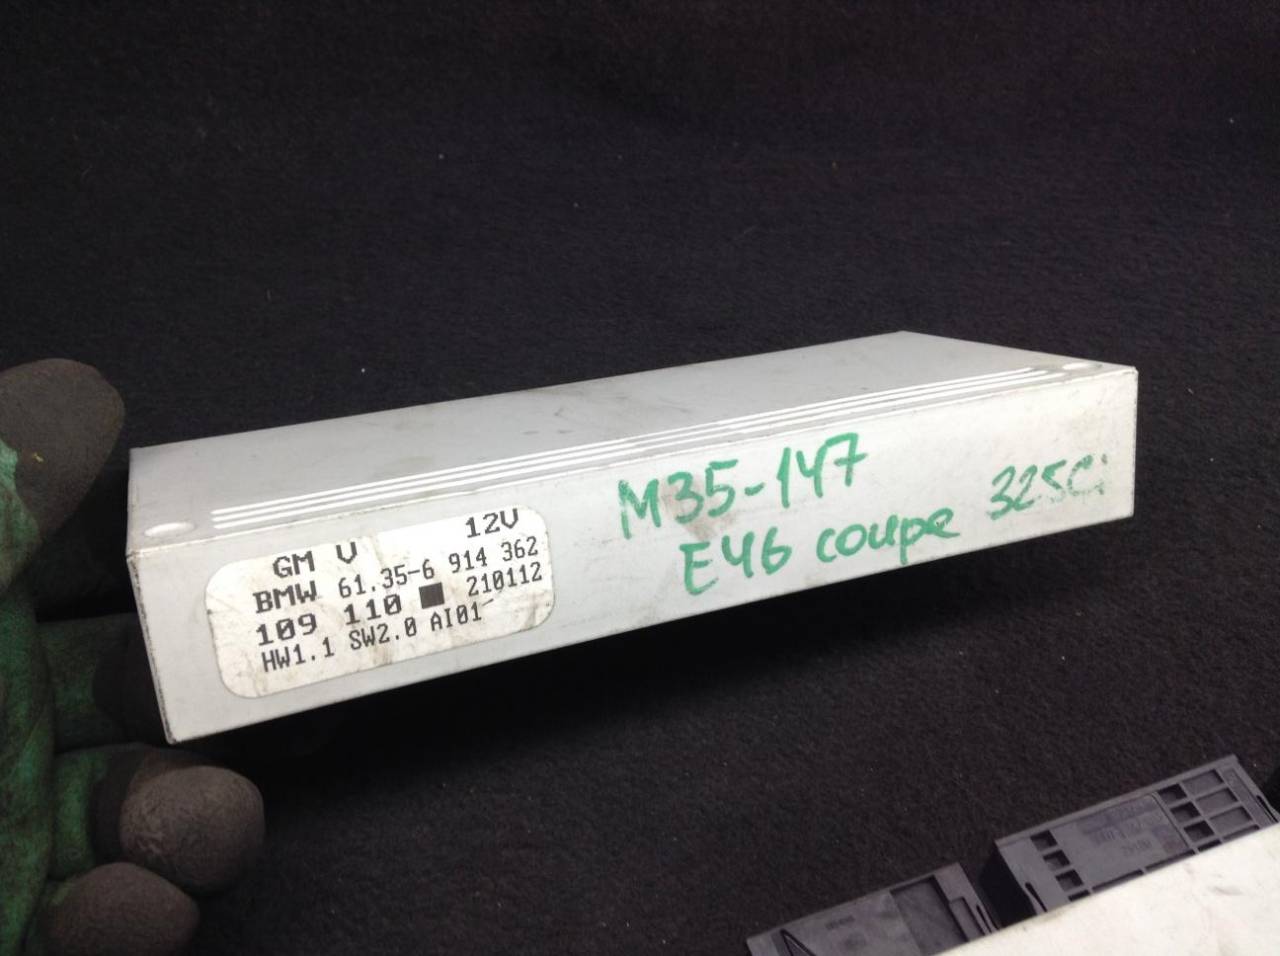 GM V 12V
BMW 61.35-6 914 362
109 110 210112
HW1.1 SW2.0 AI01
M35-147
E46 coupe 325Ci